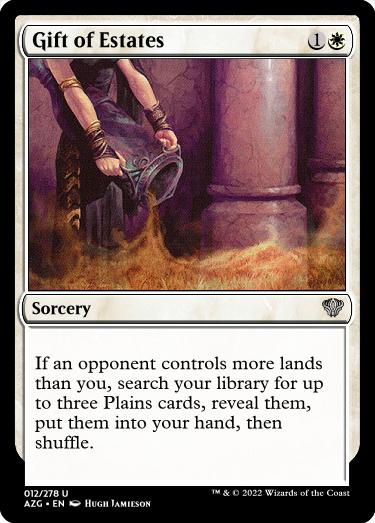 Gift of Estates 1
Sorcery
If an opponent controls more lands
than you, search your library for up
to three Plains cards, reveal them,
put them into your hand, then
shuffle.
012/278 U
AZG • EN Hugh Jamieson
™ & © 2022 Wizards of the Coast